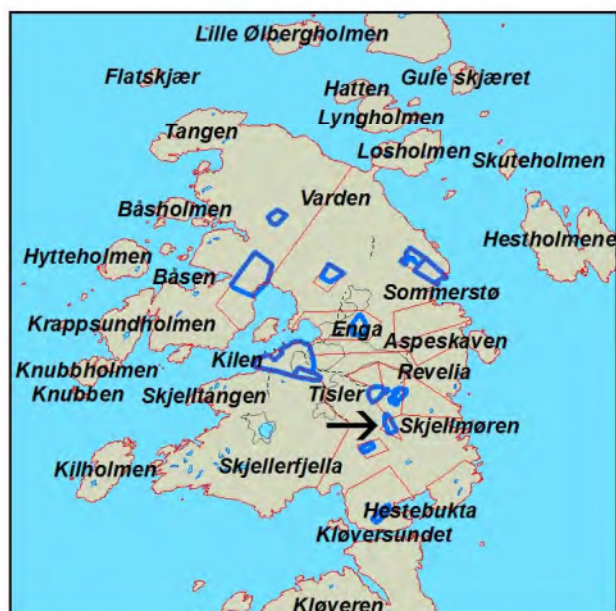 Lille Ølbergholmen
Flatskjær
Gule skjæret
Hatten
Lyngholmen
Tangen
Losholmen
Skuteholmen
Varden
Båsholmen
Hestholmene
Hytteholmen
Båsen
Sommerstø
Krappsundholmen
Enga
Aspeskaven
Kilen
Knubbholmen
Revelia
Knubben
Skjelltangen
Tisler
Skjellmøren
Kilholmen
Skjellerfjella
Hestebukta
Kløversundet
Kløveren